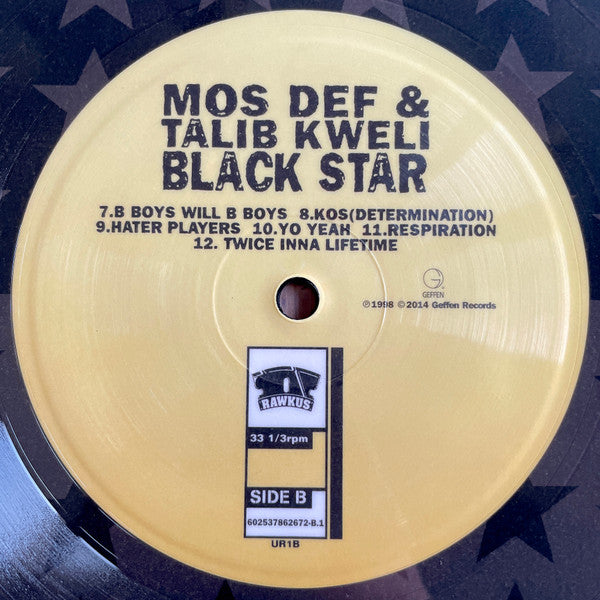 MOS DEF &
TALIB KWELI
BLACK STAR
7.B BOYS WILL B BOYS 8.KOS(DETERMINATION)
9.HATER PLAYERS 10.YO YEAH 11.RESPIRATION
12. TWICE INNA LIFETIME
G
GEFFEN
℗1998 ©2014 Geffen Records
RAWKUS
33 1/3rpm
SIDE B
602537862672-B.1
UR1B